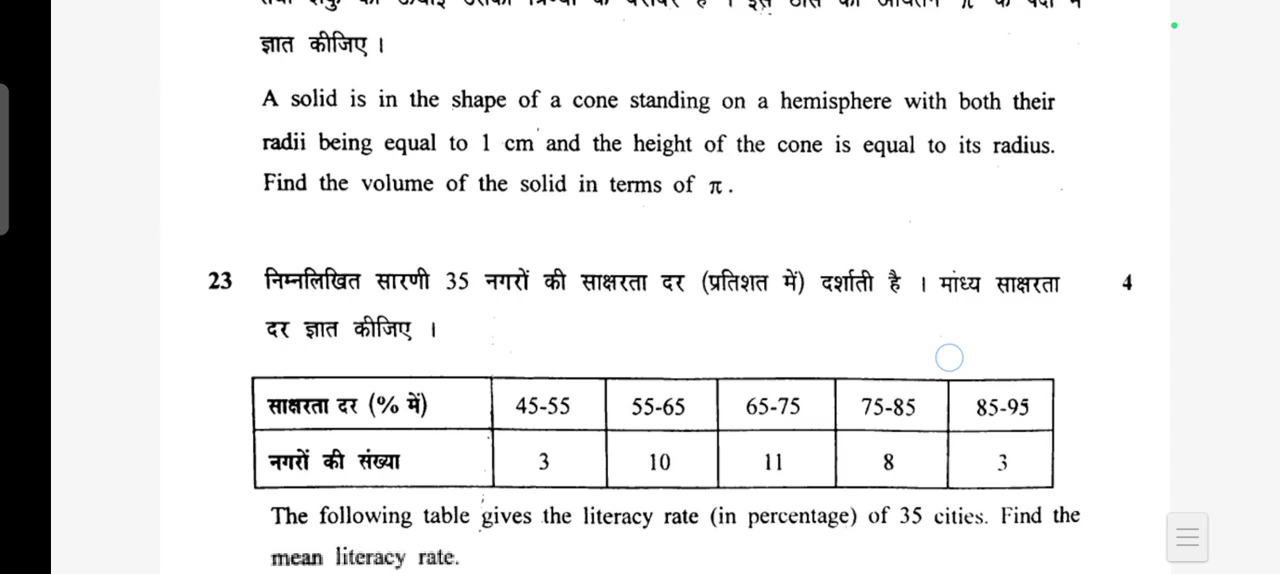 ज्ञात कीजिए ।
A solid is in the shape of a cone standing on a hemisphere with both their
radii being equal to 1 cm and the height of the cone is equal to its radius.
Find the volume of the solid in terms of π.
23 निम्नलिखित सारणी 35 नगरों की साक्षरता दर (प्रतिशत में) दर्शाती है । मांध्य साक्षरता 4
दर ज्ञात कीजिए ।
साक्षरता दर (% में) 45-55 55-65 65-75 75-85 85-95
नगरों की संख्या 3 10 11 8 3
The following table gives the literacy rate (in percentage) of 35 cities. Find the
mean literacy rate.